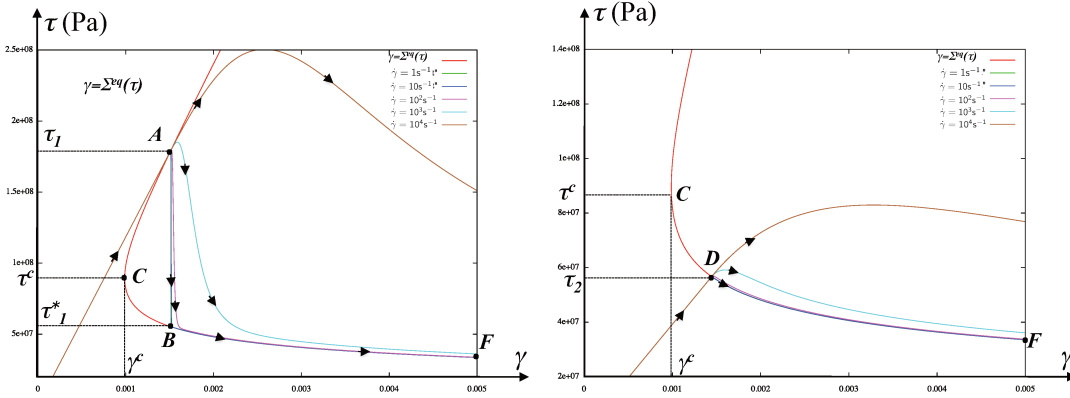 τ (Pa)
2.5e+08
2e+08
1.5e+08
1e+08
5e+07
τ₁
τᶜ
τ*₁
γ=Σᵉᑫ(τ)
γ=Σᵉᑫ(τ)
γ̇ = 1s⁻¹ t*
γ̇ = 10s⁻¹ t*
γ̇ = 10²s⁻¹
γ̇ = 10³s⁻¹
γ̇ = 10⁴s⁻¹
A
C
B
F
γᶜ
γ
0
0.001
0.002
0.003
0.004
0.005
τ (Pa)
1.4e+08
1.2e+08
1e+08
8e+07
6e+07
4e+07
2e+07
τᶜ
τ₂
γ=Σᵉᑫ(τ)
γ̇ = 1s⁻¹ *
γ̇ = 10s⁻¹ *
γ̇ = 10²s⁻¹
γ̇ = 10³s⁻¹
γ̇ = 10⁴s⁻¹
C
D
F
γᶜ
γ
0
0.001
0.002
0.003
0.004
0.005